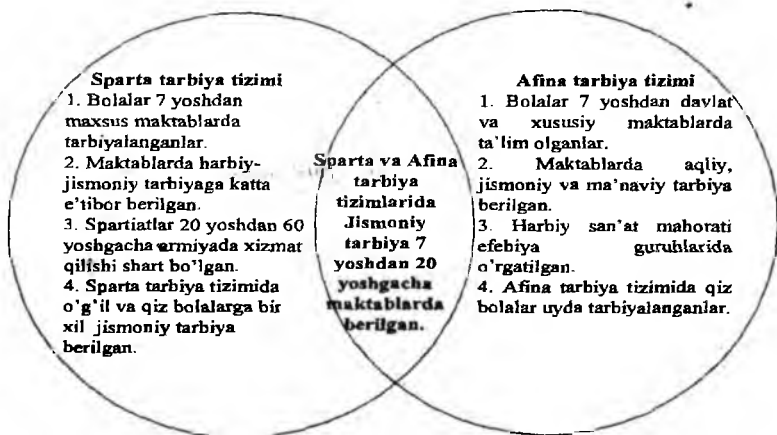 Sparta tarbiya tizimi
1. Bolalar 7 yoshdan
maxsus maktablarda
tarbiyalanganlar.
2. Maktablarda harbiy-
jismoniy tarbiyaga katta
e'tibor berilgan.
3. Spartiatlar 20 yoshdan 60
yoshgacha armiyada xizmat
qilishi shart bo'lgan.
4. Sparta tarbiya tizimida
o'g'il va qiz bolalarga bir
xil jismoniy tarbiya
berilgan.
Sparta va Afina
tarbiya
tizimlarida
Jismoniy
tarbiya 7
yoshdan 20
yoshgacha
maktablarda
berilgan.
Afina tarbiya tizimi
1. Bolalar 7 yoshdan davlat
va xususiy maktablarda
ta'lim olganlar.
2. Maktablarda aqliy,
jismoniy va ma'naviy tarbiya
berilgan.
3. Harbiy san'at mahorati
efebiya guruhlarida
o'rgatilgan.
4. Afina tarbiya tizimida qiz
bolalar uyda tarbiyalanganlar.